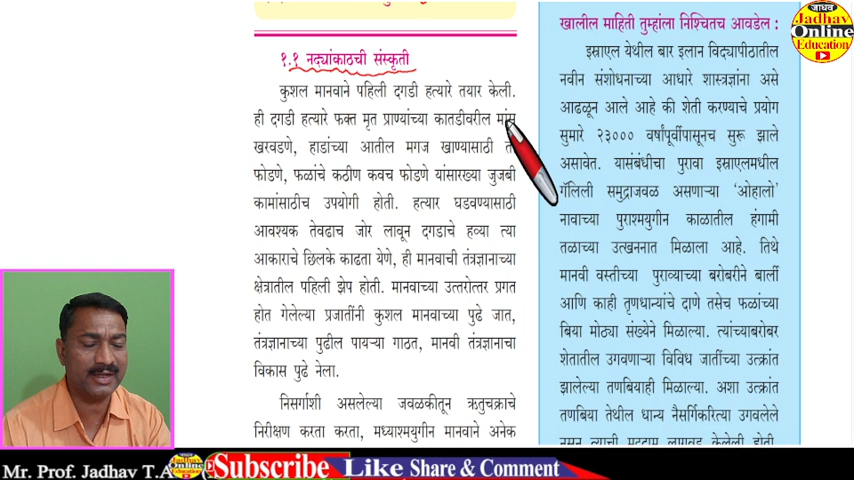 १.१ नद्यांकाठची संस्कृती
कुशल मानवाने पहिली दगडी हत्यारे तयार केली.
ही दगडी हत्यारे फक्त मृत प्राण्यांच्या कातडीवरील मांस
खरवडणे, हाडांच्या आतील मगज खाण्यासाठी ते
फोडणे, फळांचे कठीण कवच फोडणे यांसारख्या जुजबी
कामांसाठीच उपयोगी होती. हत्यार घडवण्यासाठी
आवश्यक तेवढाच जोर लावून दगडाचे हव्या त्या
आकाराचे छिलके काढता येणे, ही मानवाची तंत्रज्ञानाच्या
क्षेत्रातील पहिली झेप होती. मानवाच्या उत्तरोत्तर प्रगत
होत गेलेल्या प्रजातींनी कुशल मानवाच्या पुढे जात,
तंत्रज्ञानाच्या पुढील पायऱ्या गाठत, मानवी तंत्रज्ञानाचा
विकास पुढे नेला.
निसर्गाशी असलेल्या जवळकीतून ऋतुचक्राचे
निरीक्षण करता करता, मध्याश्मयुगीन मानवाने अनेक
खालील माहिती तुम्हांला निश्चितच आवडेल :
इस्राएल येथील बार इलान विद्यापीठातील
नवीन संशोधनाच्या आधारे शास्त्रज्ञांना असे
आढळून आले आहे की शेती करण्याचे प्रयोग
सुमारे २३००० वर्षांपूर्वीपासूनच सुरू झाले
असावेत. यासंबंधीचा पुरावा इस्राएलमधील
गॅलिली समुद्राजवळ असणाऱ्या ‘ओहालो’
नावाच्या पुराश्मयुगीन काळातील हंगामी
तळाच्या उत्खननात मिळाला आहे. तिथे
मानवी वस्तीच्या पुराव्याच्या बरोबरीने बार्ली
आणि काही तृणधान्यांचे दाणे तसेच फळांच्या
बिया मोठ्या संख्येने मिळाल्या. त्यांच्याबरोबर
शेतातील उगवणाऱ्या विविध जातींच्या उत्क्रांत
झालेल्या तणबियाही मिळाल्या. अशा उत्क्रांत
तणबिया तेथील धान्य नैसर्गिकरित्या उगवलेले
नसून त्याची मुद्दाम लागवड केलेली होती,
जाधव
Jadhav
Online
Education
Mr. Prof. Jadhav T.A
Jadhav
Online
Education
Subscribe Like Share & Comment